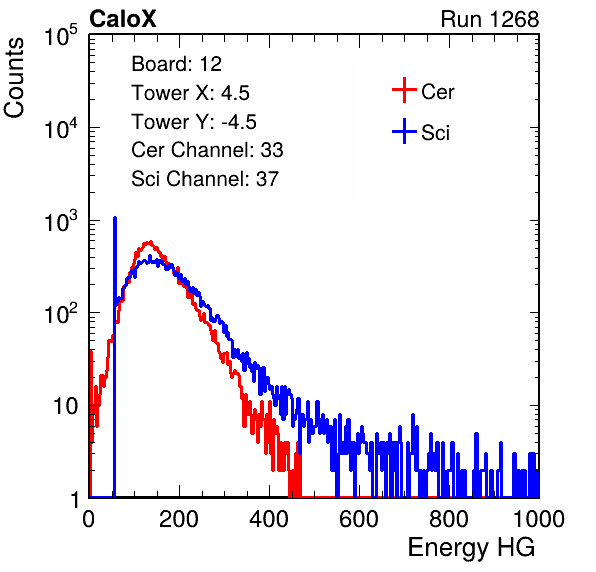 CaloX Run 1268
Counts
Board: 12
Tower X: 4.5
Tower Y: -4.5
Cer Channel: 33
Sci Channel: 37
Cer
Sci
10^5
10^4
10^3
10^2
10
1
0 200 400 600 800 1000
Energy HG